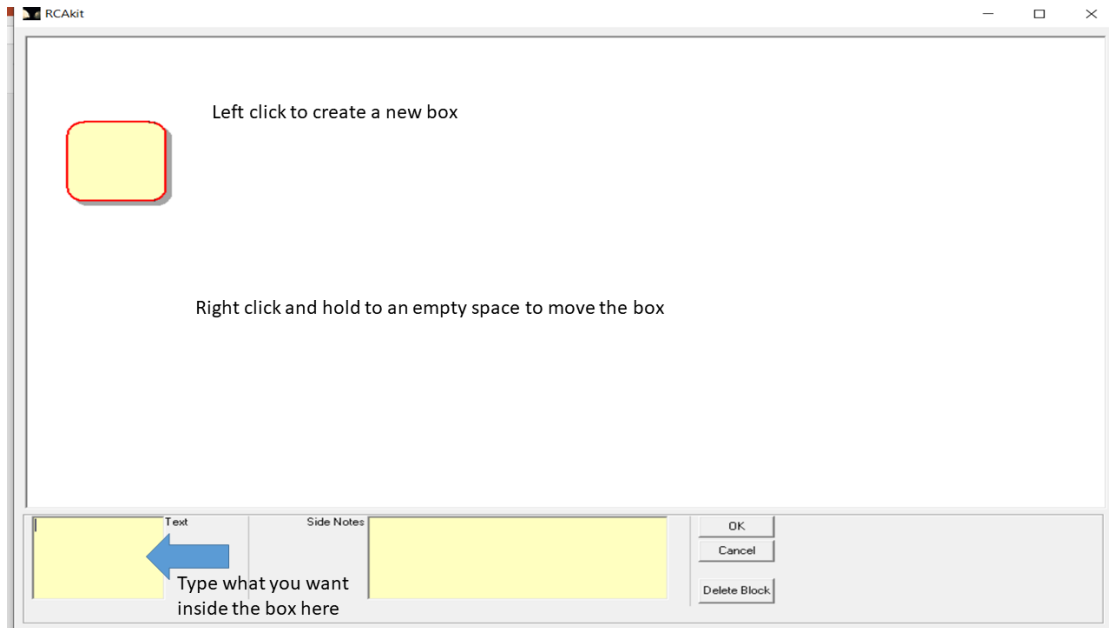 RCAkit
Left click to create a new box
Right click and hold to an empty space to move the box
Text
Side Notes
OK
Cancel
Type what you want
inside the box here
Delete Block